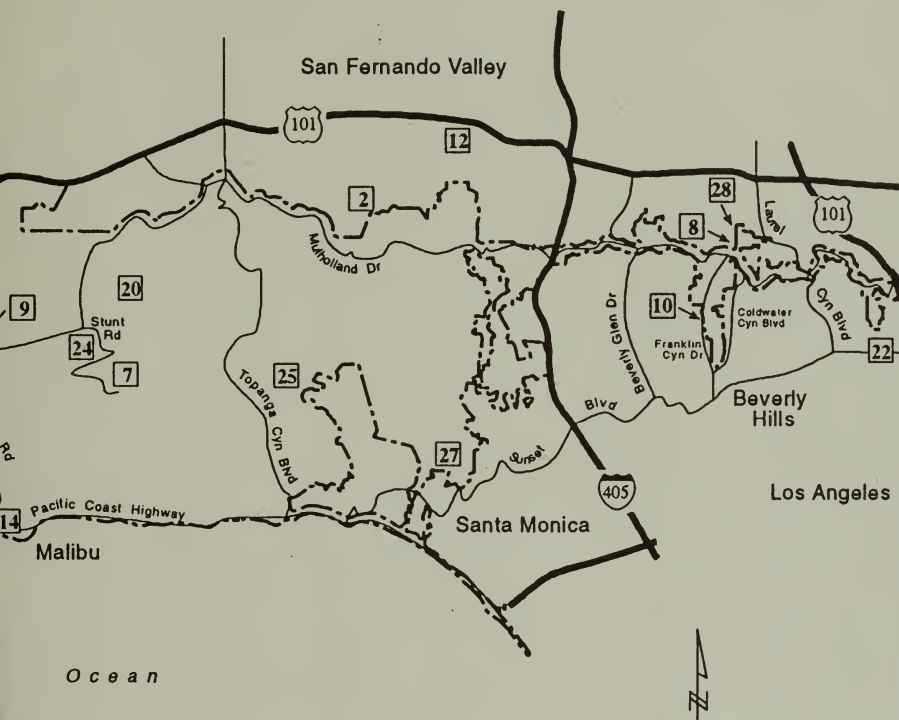 San Fernando Valley
101
12
2
28
8
Laurel
101
Mulholland Dr
20
9
10
Coldwater
Cyn Blvd
Stunt
Rd
24
7
Franklin
Cyn Dr
Beverly Glen Dr
Cyn Blvd
22
25
Topanga Cyn Blvd
Beverly
Hills
Blvd
Sunset
27
Rd
405
Los Angeles
14
Pacific Coast Highway
Santa Monica
Malibu
Ocean
N